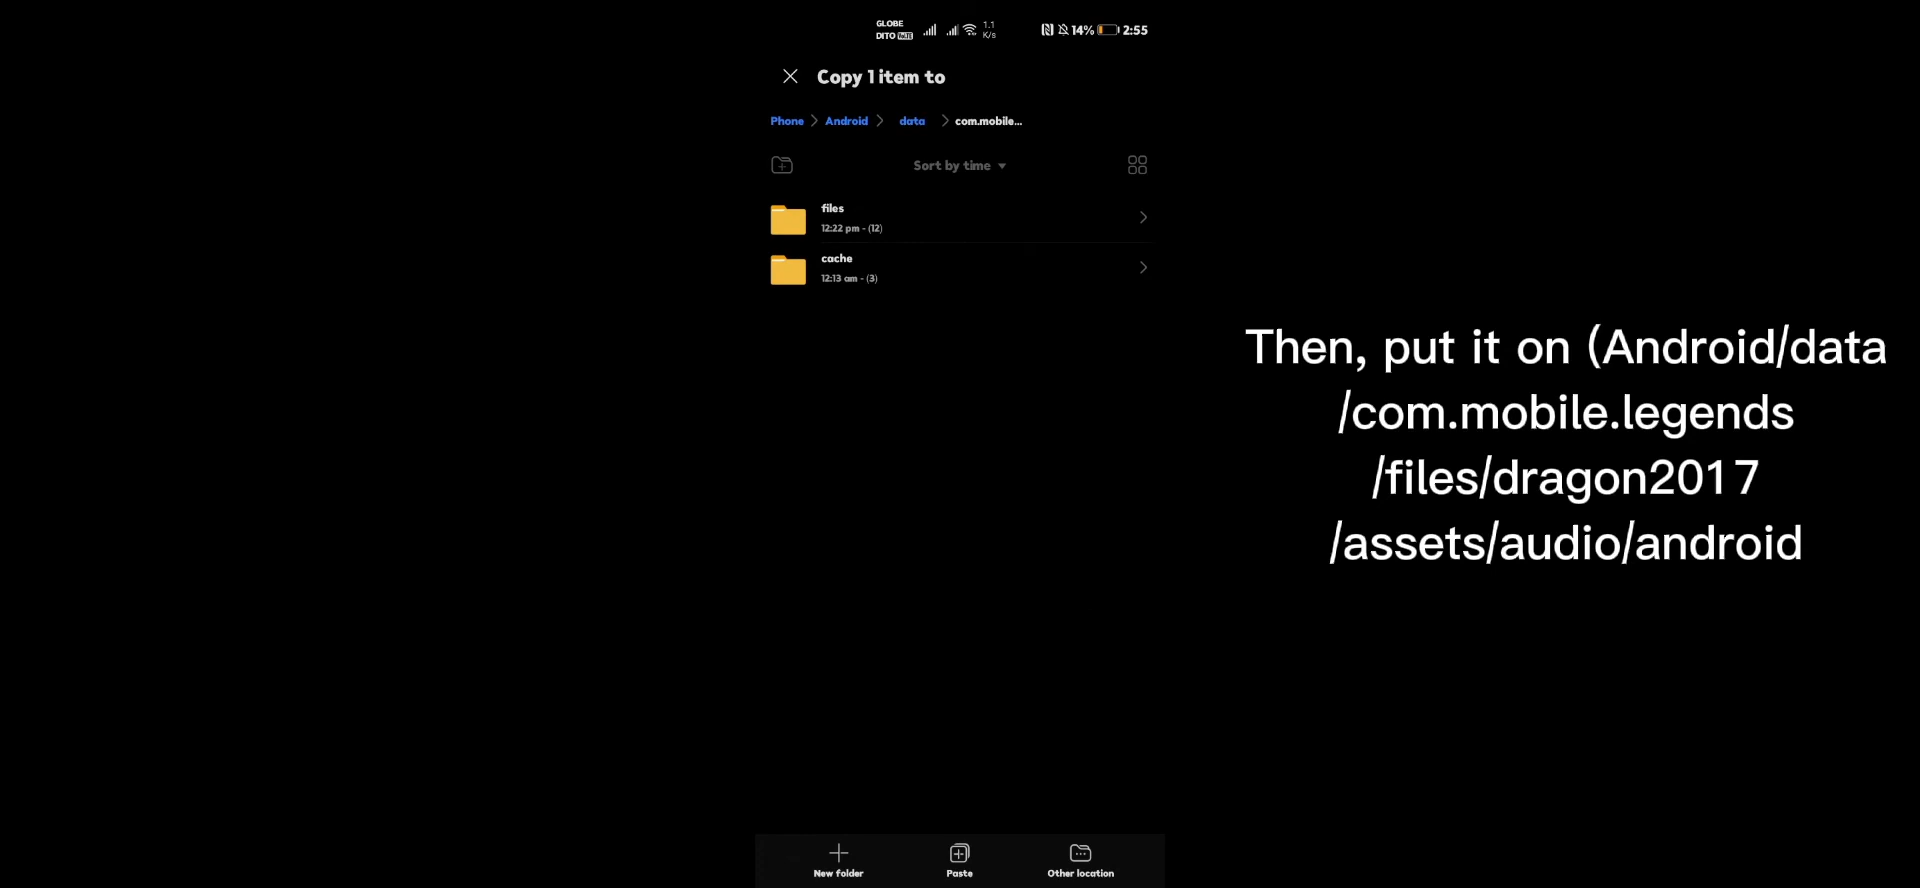 GLOBE
DITO VoLTE
1.1
K/s
14%
2:55
Copy 1 item to
Phone
Android
data
com.mobile...
Sort by time
files
12:22 pm - (12)
cache
12:13 am - (3)
Then, put it on (Android/data
/com.mobile.legends
/files/dragon2017
/assets/audio/android
New folder
Paste
Other location